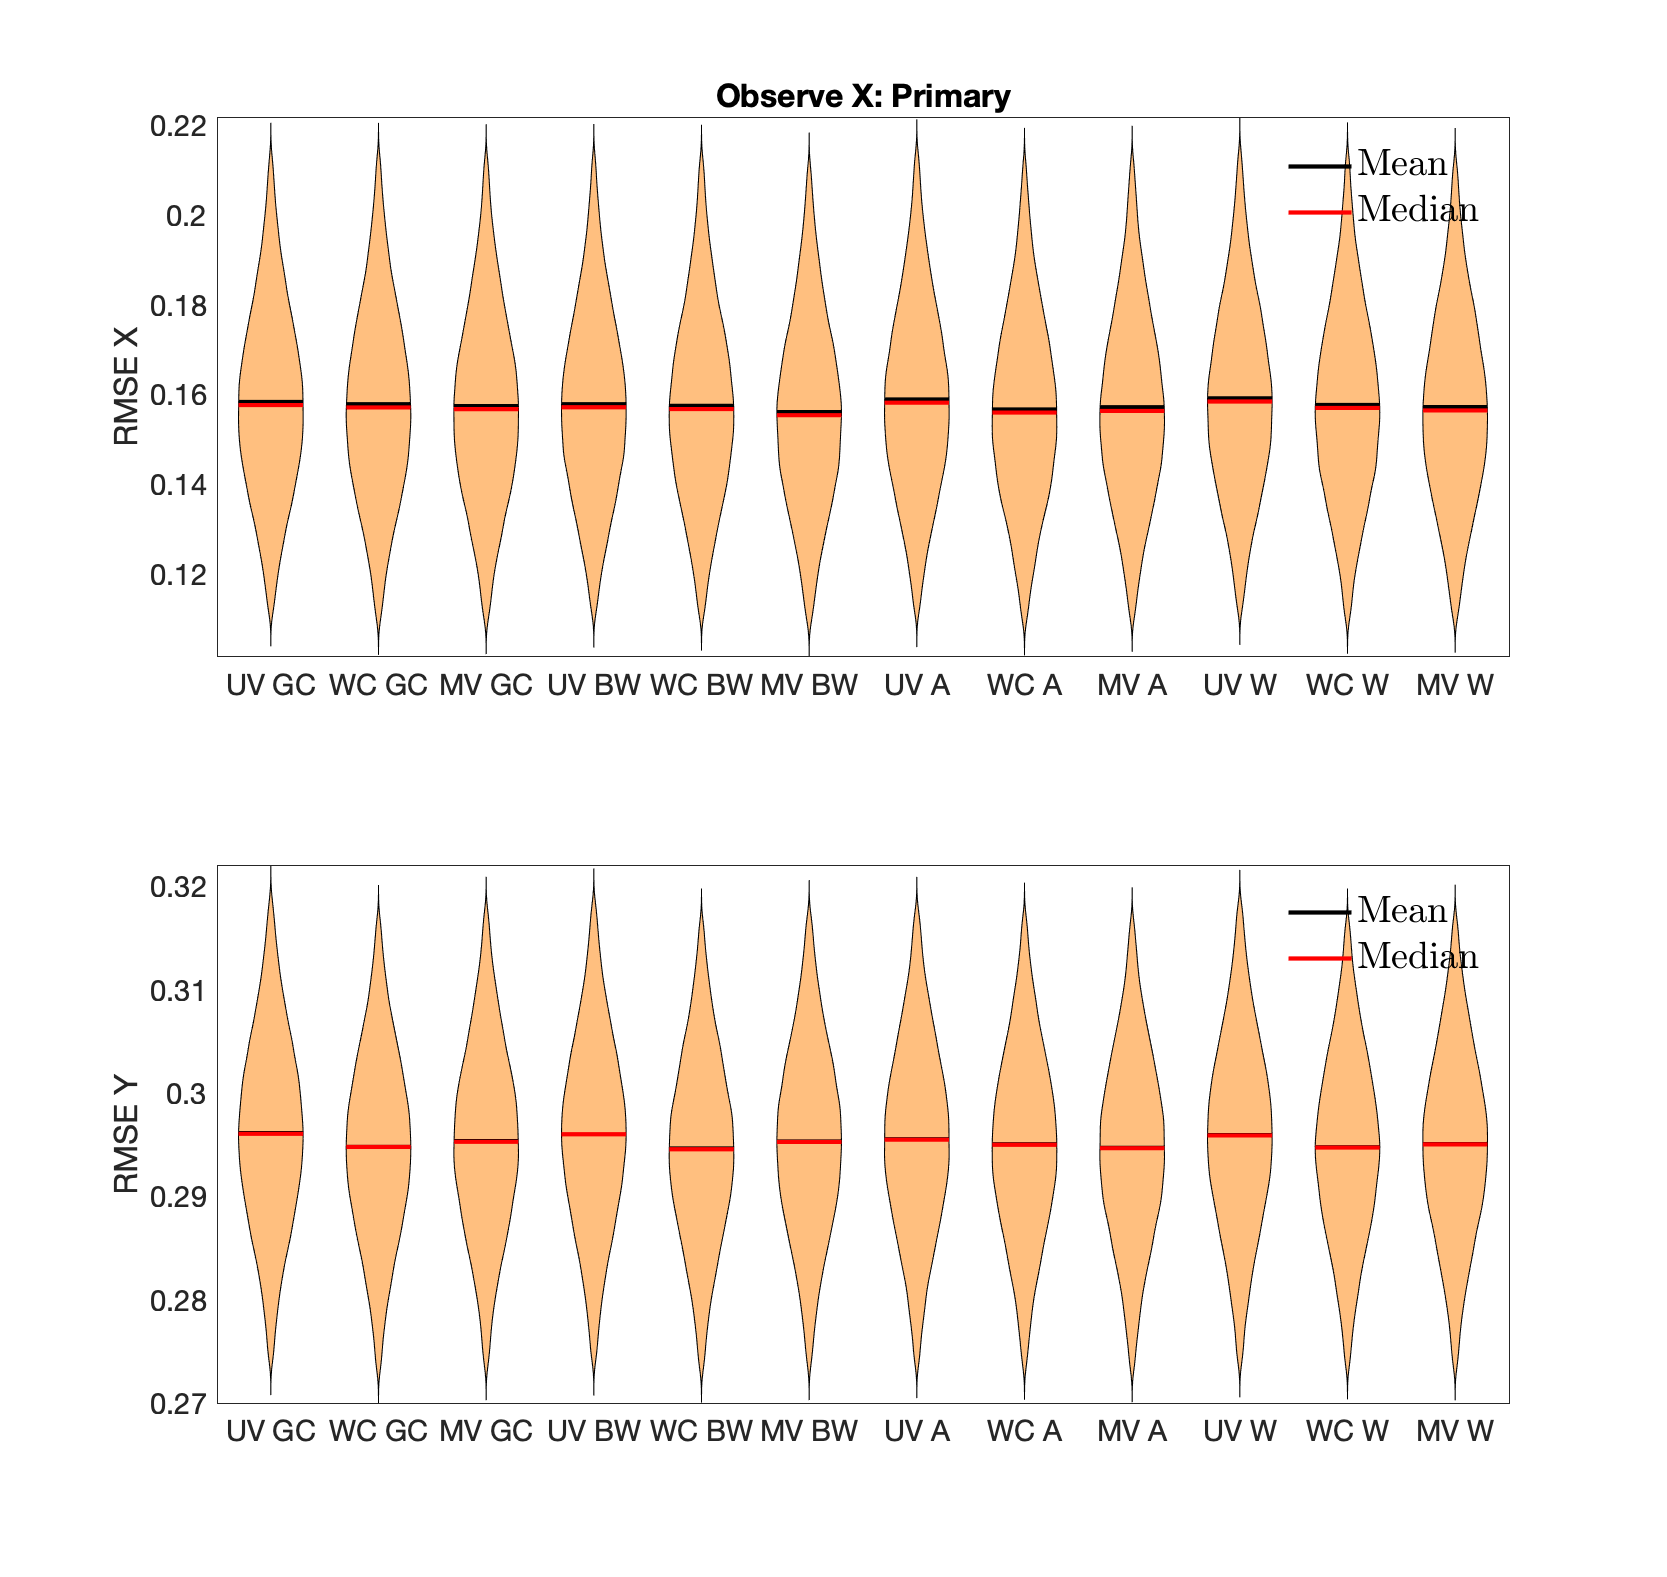 Observe X: Primary
0.22
0.2
0.18
0.16
0.14
0.12
RMSE X
Mean
Median
UV GC WC GC MV GC UV BW WC BW MV BW UV A WC A MV A UV W WC W MV W
0.32
0.31
0.3
0.29
0.28
0.27
RMSE Y
Mean
Median
UV GC WC GC MV GC UV BW WC BW MV BW UV A WC A MV A UV W WC W MV W